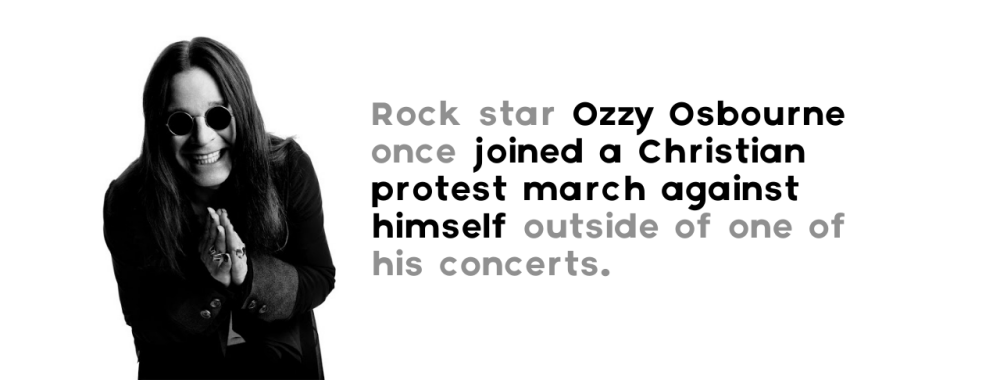 Rock star Ozzy Osbourne
once joined a Christian
protest march against
himself outside of one of
his concerts.